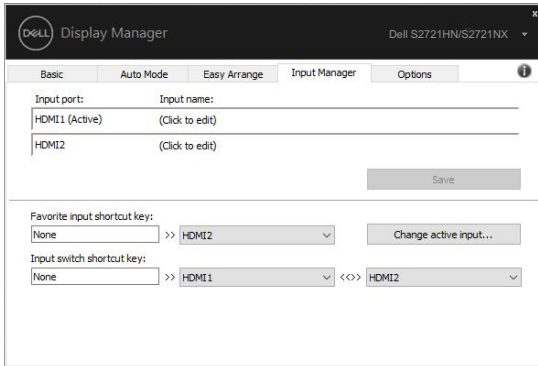 x
DELL Display Manager
Dell S2721HN/S2721NX
Basic Auto Mode Easy Arrange Input Manager Options
Input port: Input name:
HDMI1 (Active) (Click to edit)
HDMI2 (Click to edit)
Save
Favorite input shortcut key:
None >> HDMI2 Change active input...
Input switch shortcut key:
None >> HDMI1 <<>> HDMI2